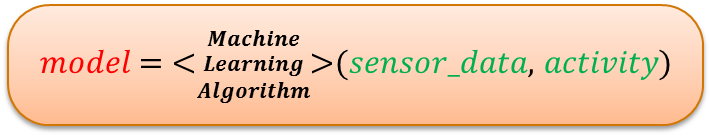 model = < Machine Learning Algorithm >(sensor_data, activity)